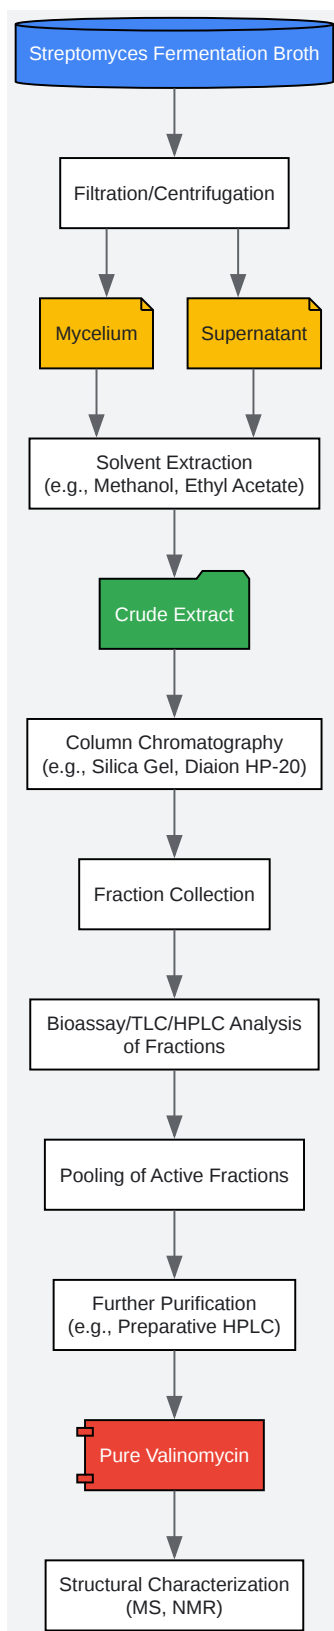 Streptomyces Fermentation Broth
Filtration/Centrifugation
Mycelium
Supernatant
Solvent Extraction
(e.g., Methanol, Ethyl Acetate)
Crude Extract
Column Chromatography
(e.g., Silica Gel, Diaion HP-20)
Fraction Collection
Bioassay/TLC/HPLC Analysis
of Fractions
Pooling of Active Fractions
Further Purification
(e.g., Preparative HPLC)
Pure Valinomycin
Structural Characterization
(MS, NMR)